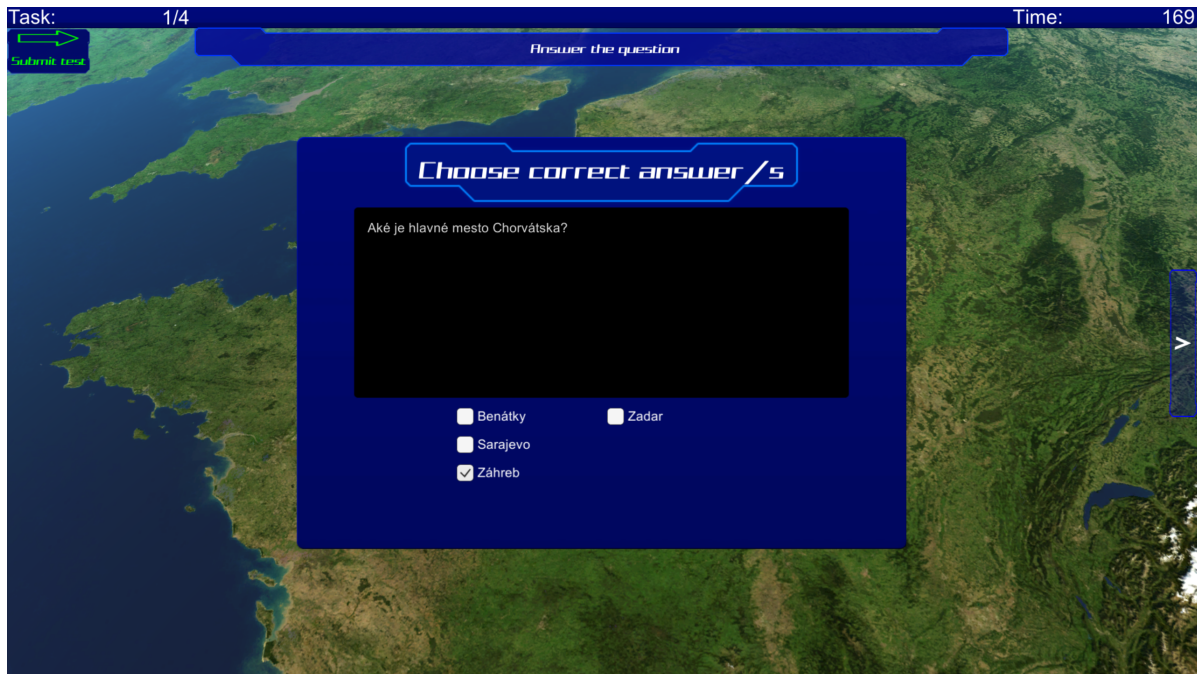 Task: 1/4 Time: 169
Submit test
Answer the question
Choose correct answer/s
Aké je hlavné mesto Chorvátska?
Benátky Zadar
Sarajevo
Záhreb
>